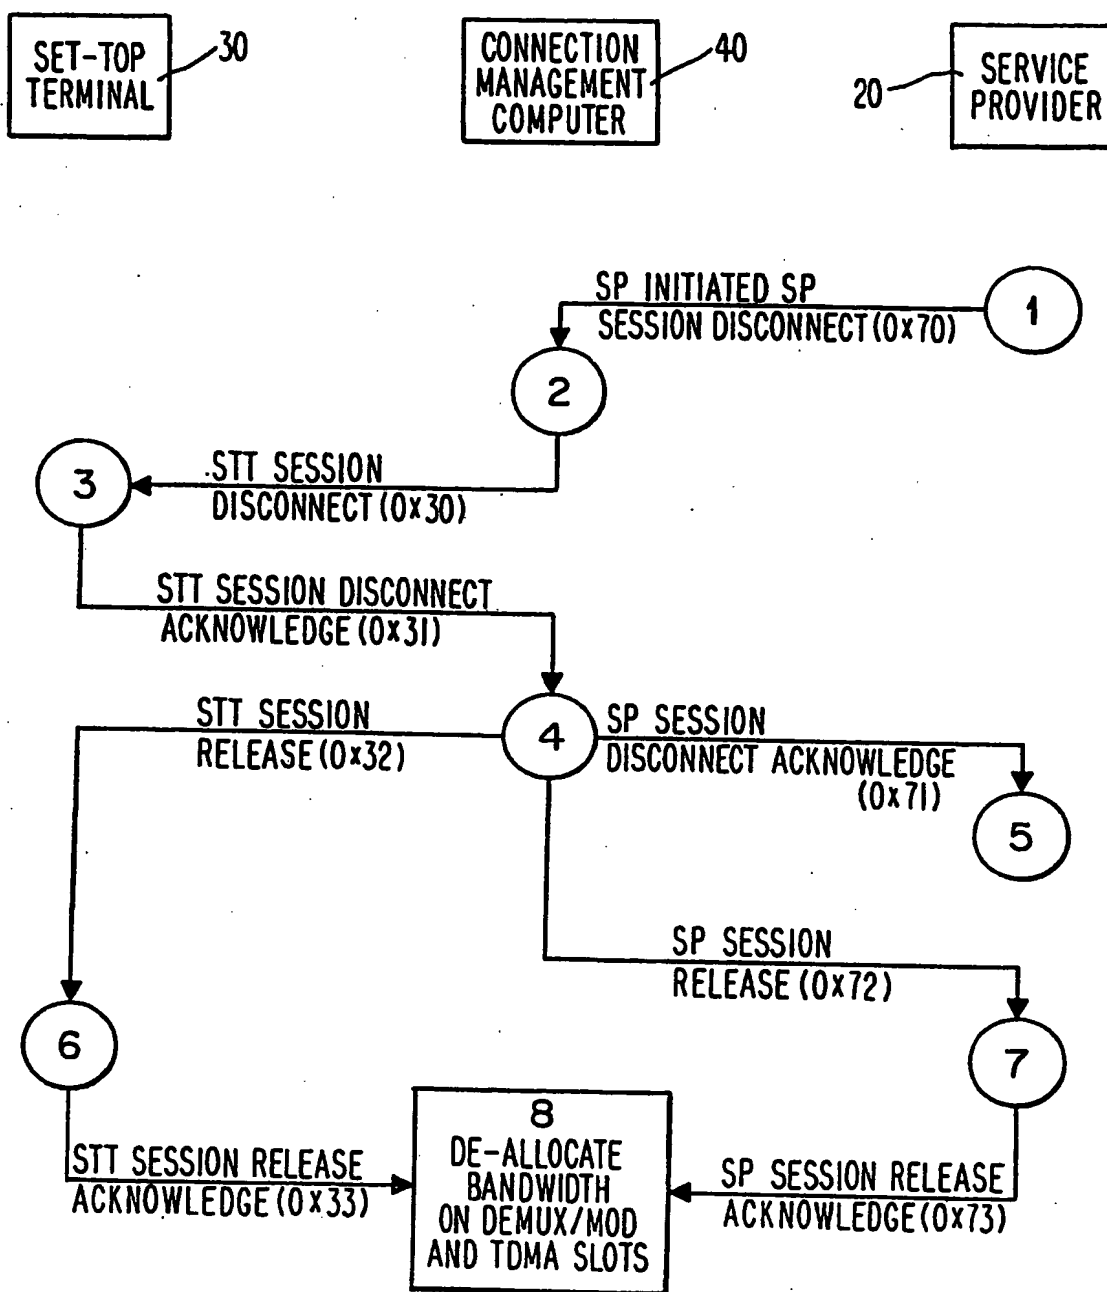 SET-TOP
TERMINAL
30
CONNECTION
MANAGEMENT
COMPUTER
40
20
SERVICE
PROVIDER
SP INITIATED SP
SESSION DISCONNECT (0x70)
1
2
3
STT SESSION
DISCONNECT (0x30)
STT SESSION DISCONNECT
ACKNOWLEDGE (0x31)
STT SESSION
RELEASE (0x32)
4
SP SESSION
DISCONNECT ACKNOWLEDGE
(0x71)
5
SP SESSION
RELEASE (0x72)
6
7
8
DE-ALLOCATE
BANDWIDTH
ON DEMUX/MOD
AND TDMA SLOTS
STT SESSION RELEASE
ACKNOWLEDGE (0x33)
SP SESSION RELEASE
ACKNOWLEDGE (0x73)